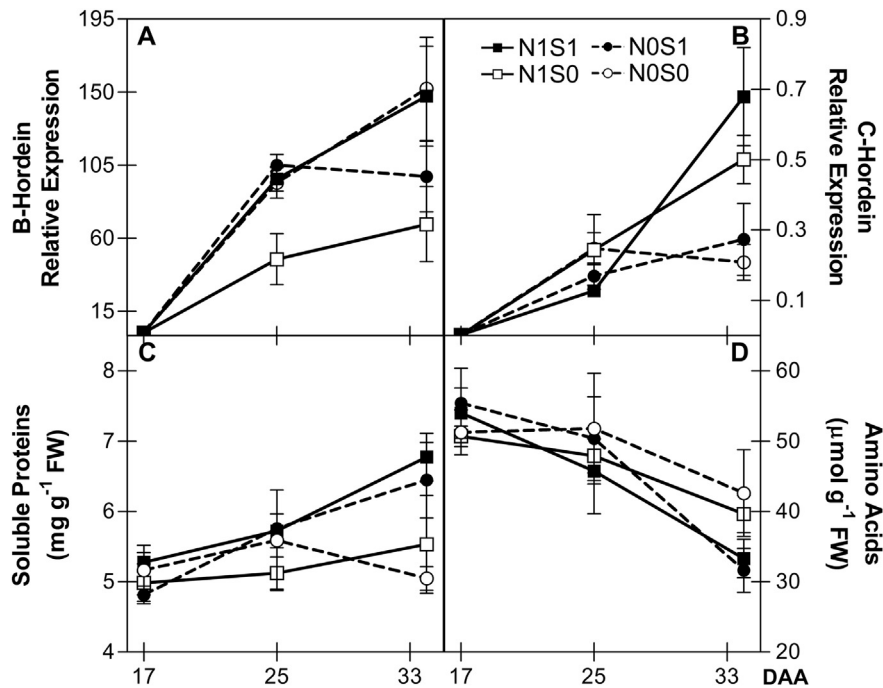 A
B-Hordein
Relative Expression
195
150
105
60
15
B
N1S1
N0S1
N1S0
N0S0
0.9
0.7
0.5
0.3
0.1
C-Hordein
Relative Expression
C
Soluble Proteins
(mg g-1 FW)
8
7
6
5
4
17
25
33
D
60
50
40
30
20
Amino Acids
(μmol g-1 FW)
17
25
33
DAA